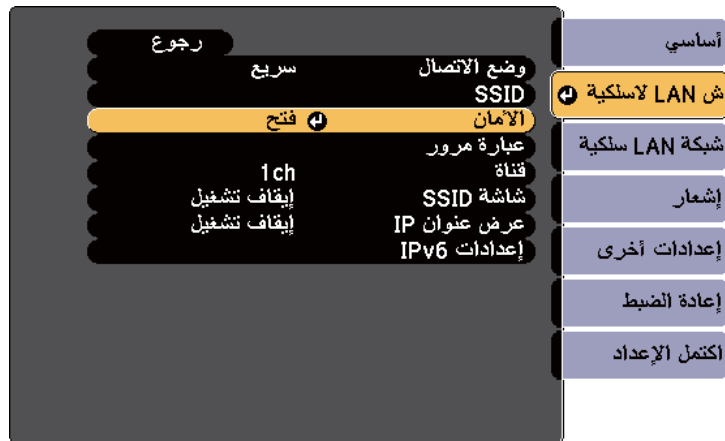 أساسي
ش LAN لاسلكية
شبكة LAN سلكية
إشعار
إعدادات أخرى
إعادة الضبط
اكتمل الإعداد
رجوع
وضع الاتصال سريع
SSID
الأمان فتح
عبارة مرور
قناة 1ch
شاشة SSID إيقاف تشغيل
عرض عنوان IP إيقاف تشغيل
إعدادات IPv6